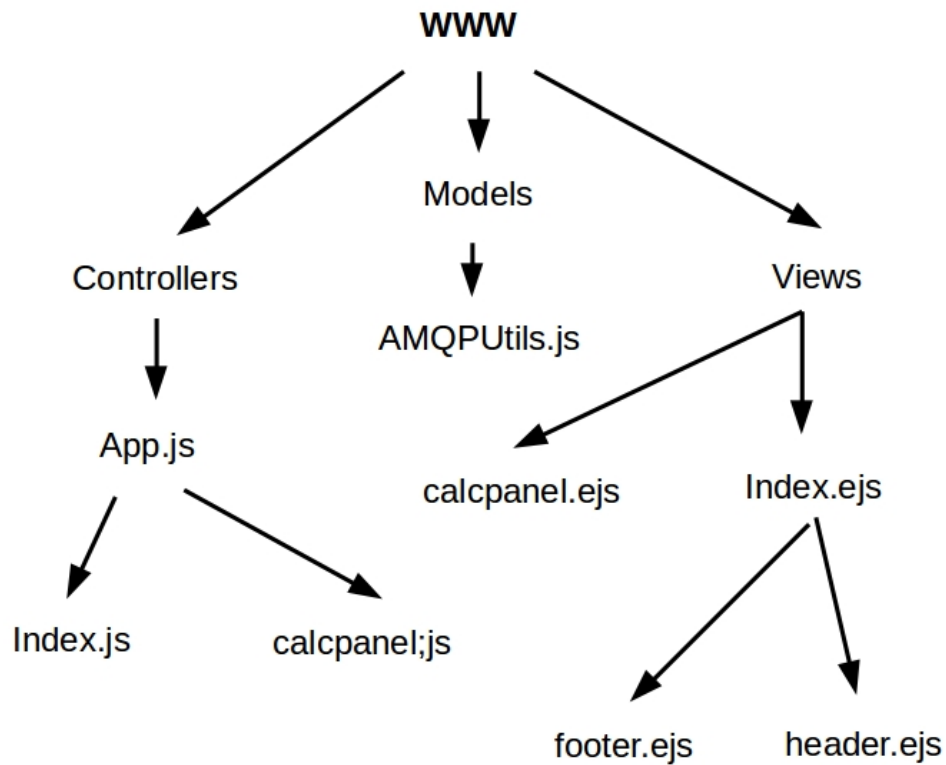 WWW
Models
Controllers
Views
AMQPUtils.js
App.js
calcpanel.ejs
Index.ejs
Index.js
calcpanel;js
footer.ejs
header.ejs